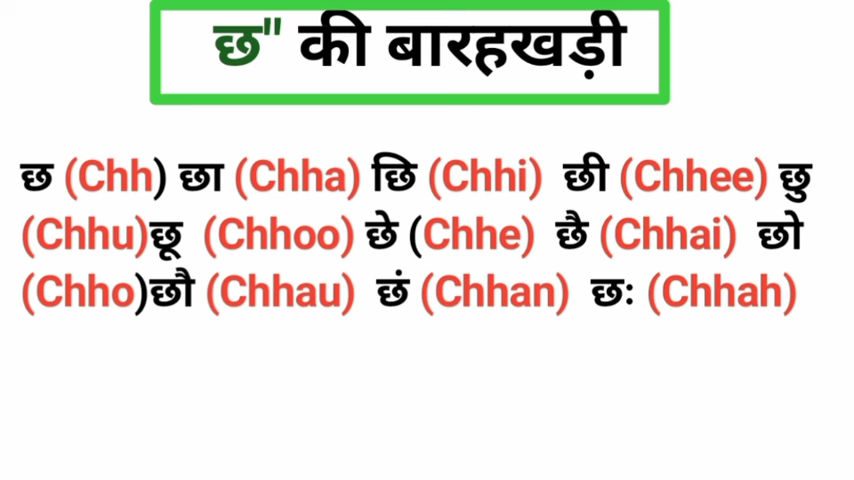 छ" की बारहखड़ी
छ (Chh) छा (Chha) छि (Chhi) छी (Chhee) छु
(Chhu)छू (Chhoo) छे (Chhe) छै (Chhai) छो
(Chho)छौ (Chhau) छं (Chhan) छः (Chhah)